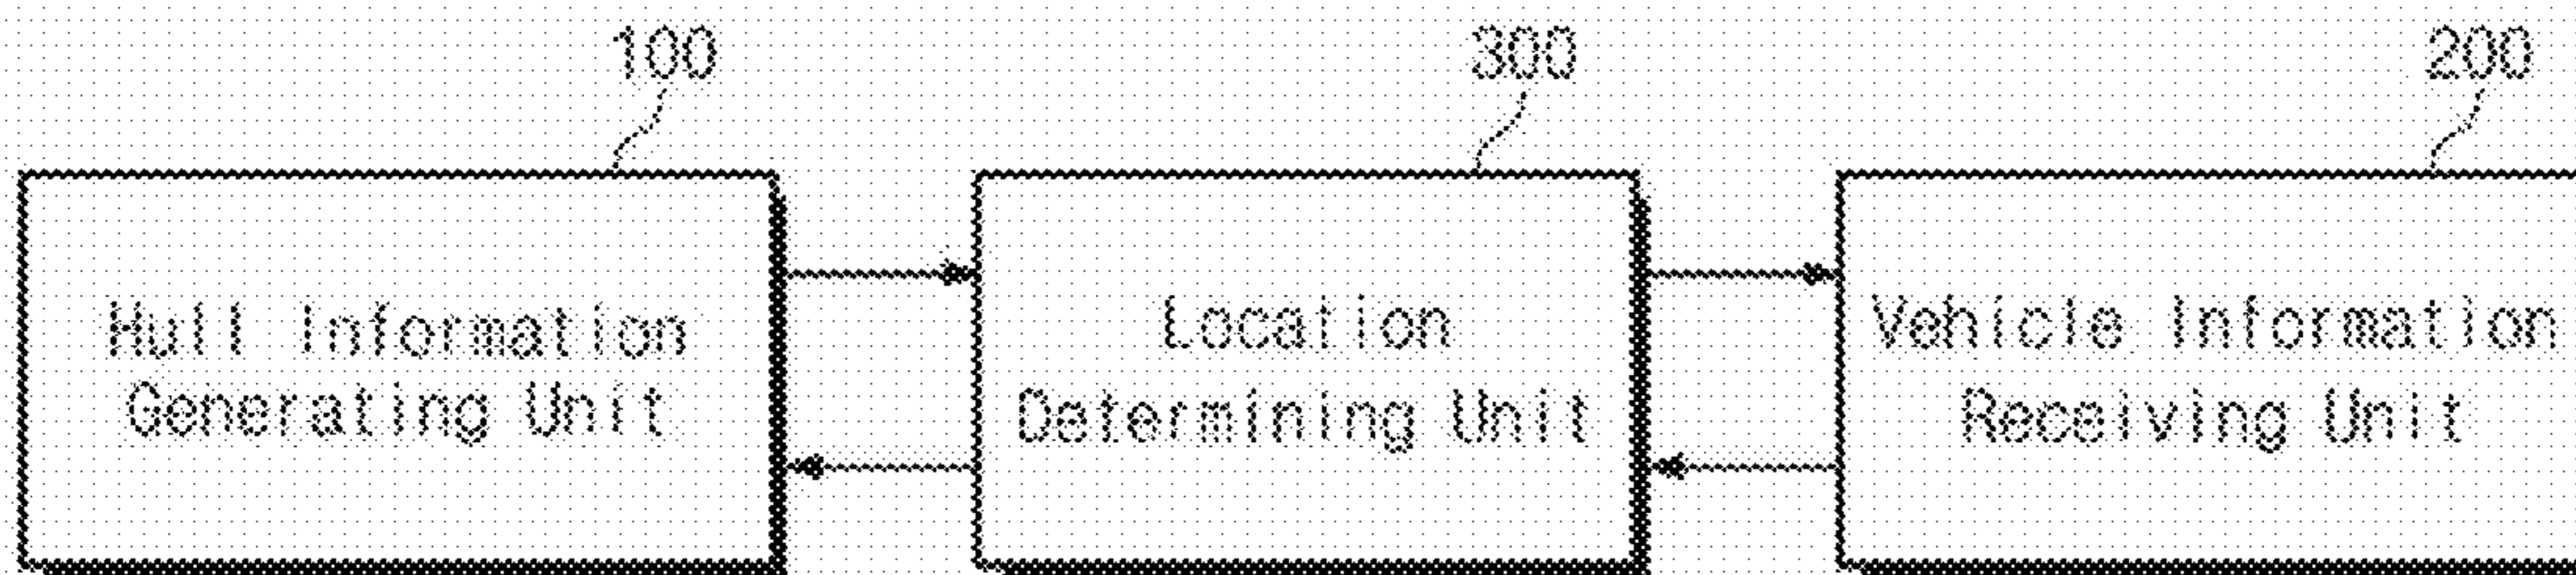 100
300
200
Hull Information
Generating Unit
Location
Determining Unit
Vehicle Information
Receiving Unit